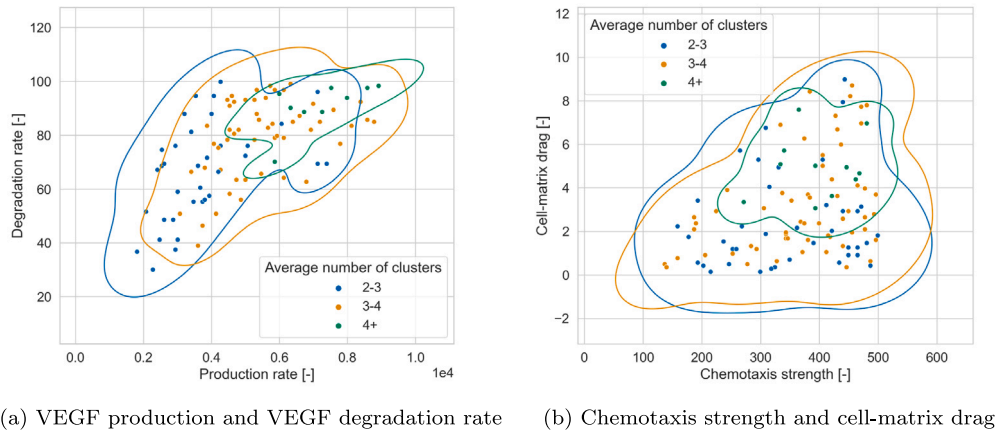 120
100
80
60
40
20
Degradation rate [-]
Average number of clusters
2-3
3-4
4+
0.0 0.2 0.4 0.6 0.8 1.0
1e4
Production rate [-]
(a) VEGF production and VEGF degradation rate
12
10
8
6
4
2
0
−2
Cell-matrix drag [-]
Average number of clusters
2-3
3-4
4+
0 100 200 300 400 500 600
Chemotaxis strength [-]
(b) Chemotaxis strength and cell-matrix drag